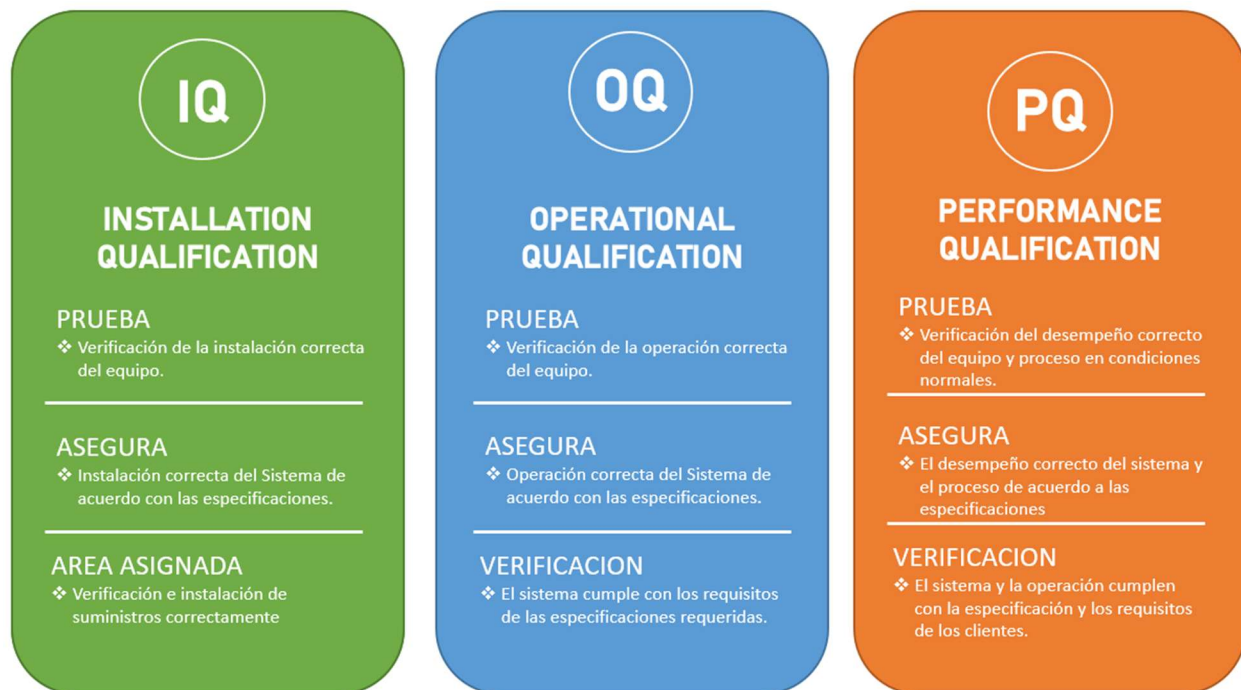 IQ
INSTALLATION
QUALIFICATION
PRUEBA
❖ Verificación de la instalación correcta
del equipo.
ASEGURA
❖ Instalación correcta del Sistema de
acuerdo con las especificaciones.
AREA ASIGNADA
❖ Verificación e instalación de
suministros correctamente
OQ
OPERATIONAL
QUALIFICATION
PRUEBA
❖ Verificación de la operación correcta
del equipo.
ASEGURA
❖ Operación correcta del Sistema de
acuerdo con las especificaciones.
VERIFICACION
❖ El sistema cumple con los requisitos
de las especificaciones requeridas.
PQ
PERFORMANCE
QUALIFICATION
PRUEBA
❖ Verificación del desempeño correcto
del equipo y proceso en condiciones
normales.
ASEGURA
❖ El desempeño correcto del sistema y
el proceso de acuerdo a las
especificaciones
VERIFICACION
❖ El sistema y la operación cumplen
con la especificación y los requisitos
de los clientes.